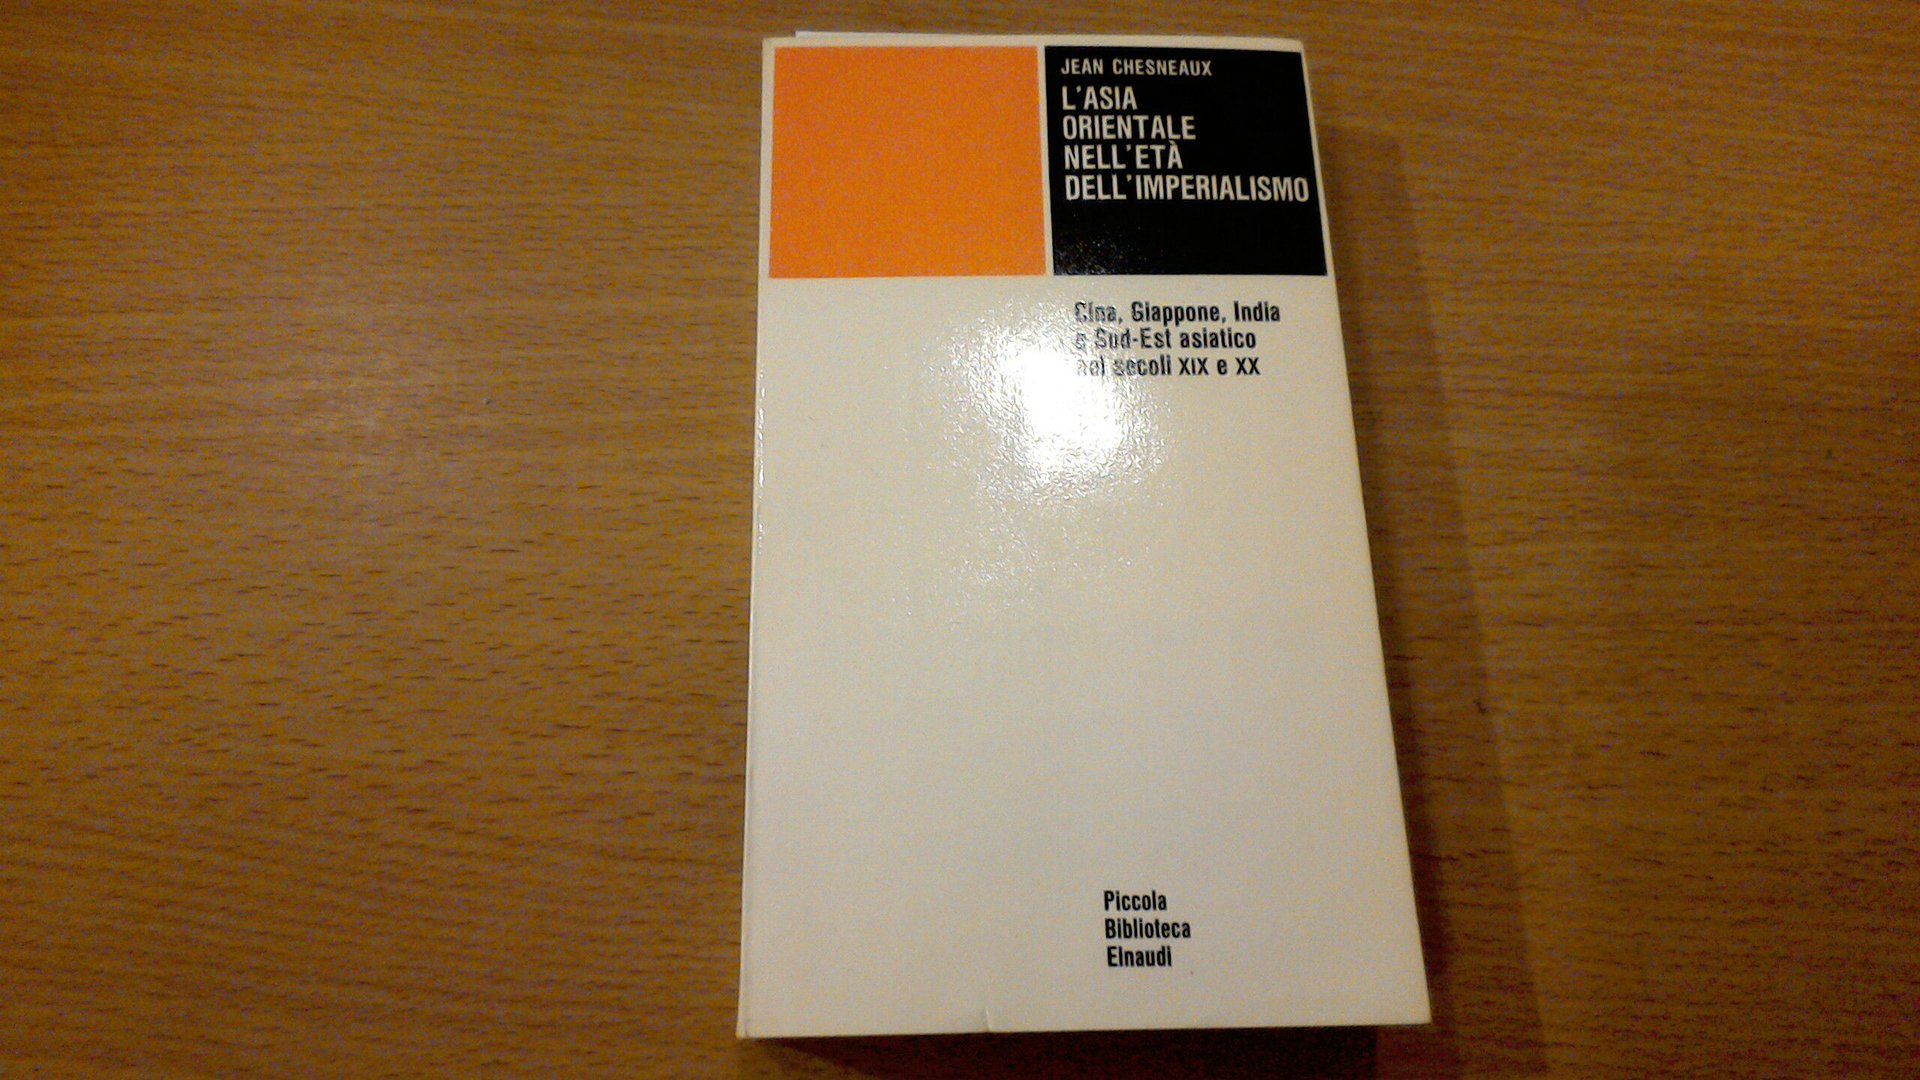 JEAN CHESNEAUX
L'ASIA
ORIENTALE
NELL'ETÀ
DELL'IMPERIALISMO
Cina, Giappone, India
e Sud-Est asiatico
nei secoli XIX e XX
Piccola
Biblioteca
Einaudi